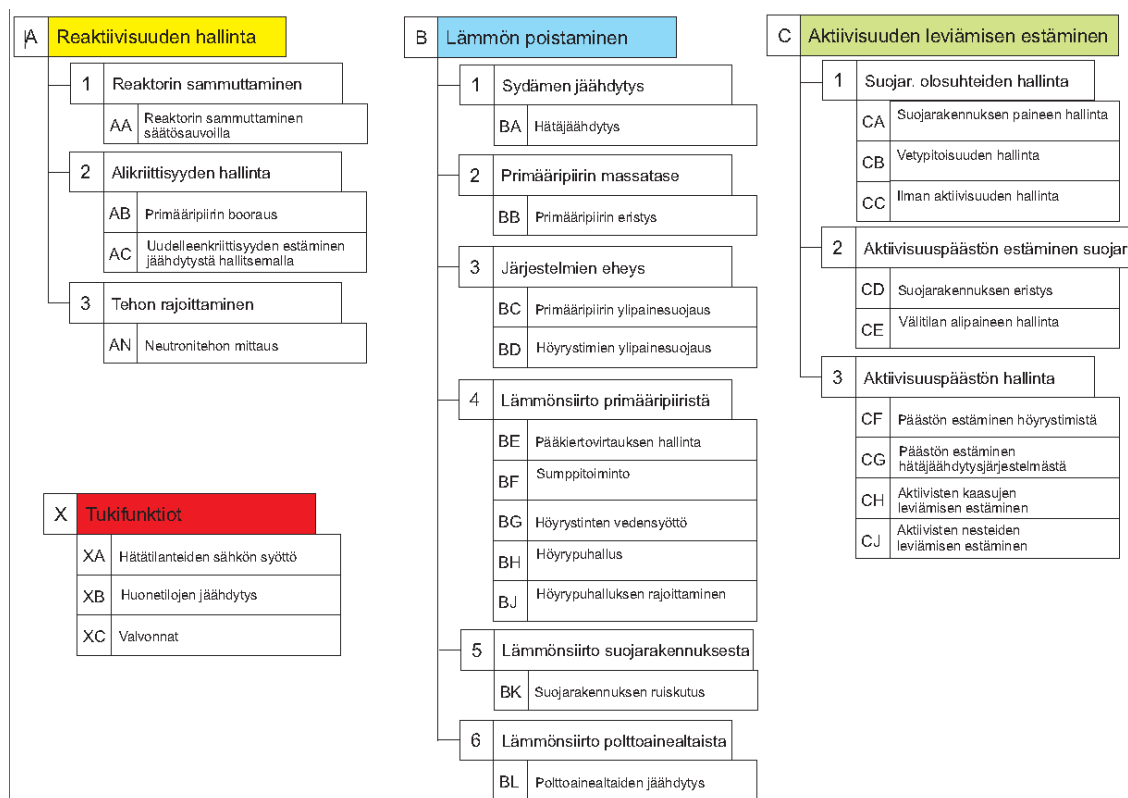 A Reaktiivisuuden hallinta
1 Reaktorin sammuttaminen
AA Reaktorin sammuttaminen
säätösauvoilla
2 Alikriittisyyden hallinta
AB Primääripiirin booraus
AC Uudelleenkriittisyyden estäminen
jäähdytystä hallitsemalla
3 Tehon rajoittaminen
AN Neutronitehon mittaus
X Tukifunktiot
XA Hätätilanteiden sähkön syöttö
XB Huonetilojen jäähdytys
XC Valvonnat
B Lämmön poistaminen
1 Sydämen jäähdytys
BA Hätäjäähdytys
2 Primääripiirin massatase
BB Primääripiirin eristys
3 Järjestelmien eheys
BC Primääripiirin ylipainesuojaus
BD Höyrystimien ylipainesuojaus
4 Lämmönsiirto primääripiiristä
BE Pääkiertovirtauksen hallinta
BF Sumppitoiminto
BG Höyrystinten vedensyöttö
BH Höyrypuhallus
BJ Höyrypuhalluksen rajoittaminen
5 Lämmönsiirto suojarakennuksesta
BK Suojarakennuksen ruiskutus
6 Lämmönsiirto polttoainealtaista
BL Polttoainealtaiden jäähdytys
C Aktiivisuuden leviämisen estäminen
1 Suojar. olosuhteiden hallinta
CA Suojarakennuksen paineen hallinta
CB Vetypitoisuuden hallinta
CC Ilman aktiivisuuden hallinta
2 Aktiivisuuspäästön estäminen suojar
CD Suojarakennuksen eristys
CE Välitilan alipaineen hallinta
3 Aktiivisuuspäästön hallinta
CF Päästön estäminen höyrystimistä
CG Päästön estäminen
hätäjäähdytysjärjestelmästä
CH Aktiivisten kaasujen
leviämisen estäminen
CJ Aktiivisten nesteiden
leviämisen estäminen